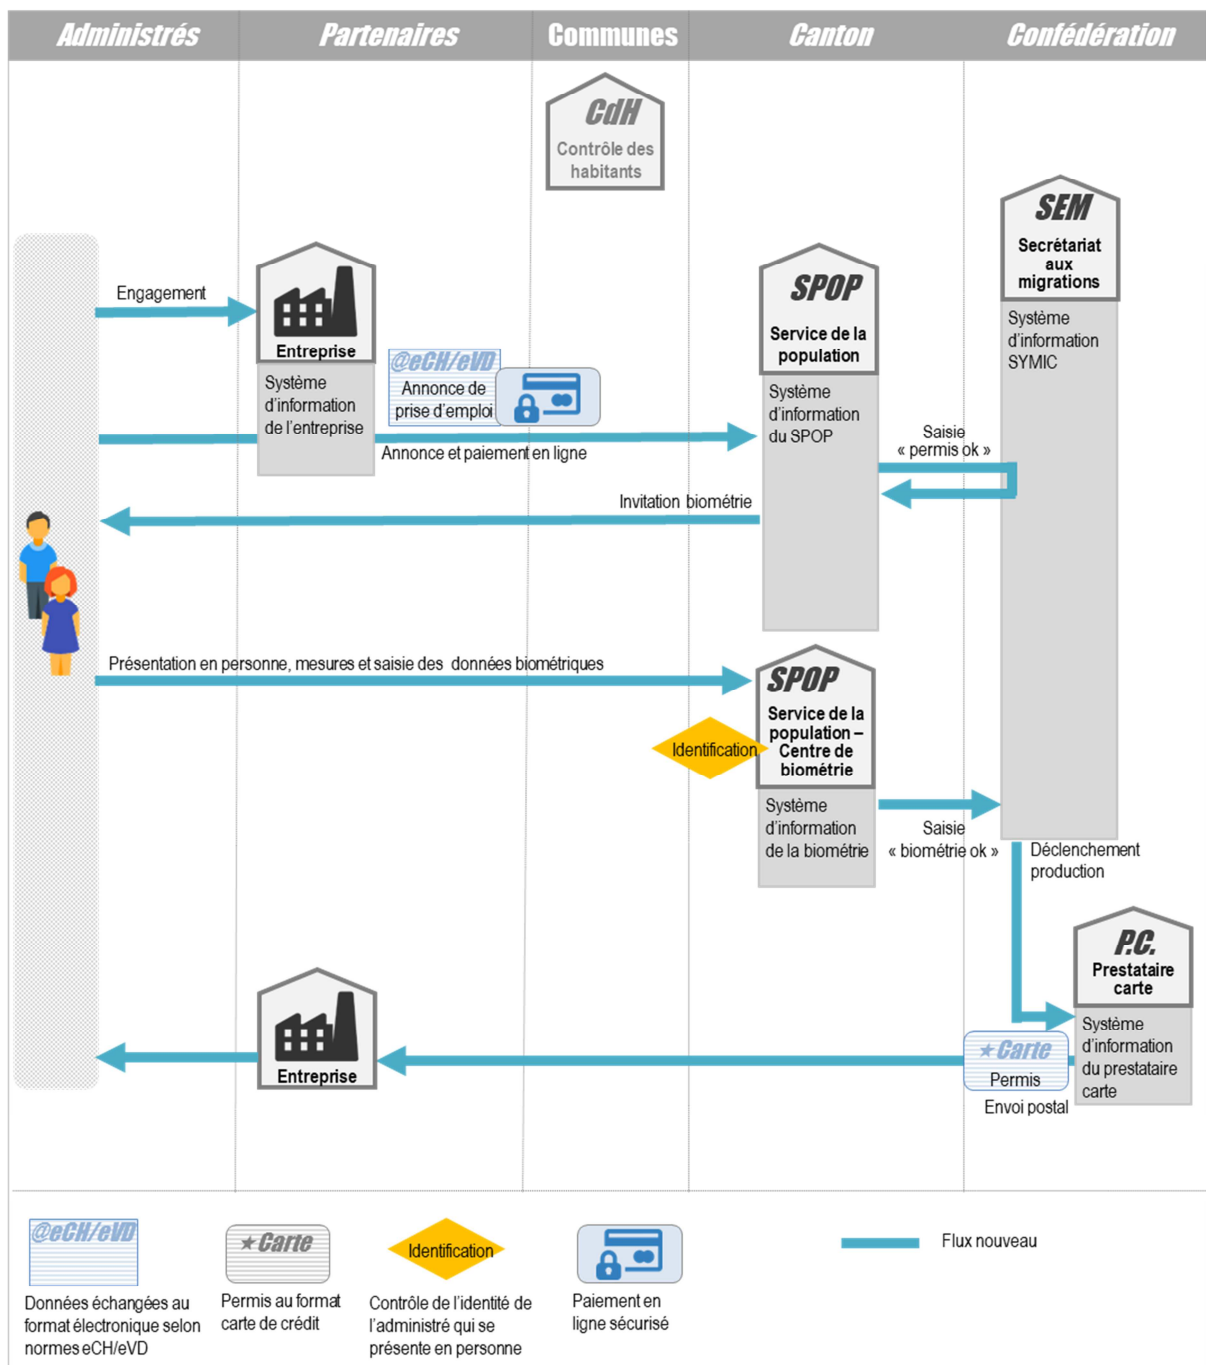 Administrés
Partenaires
Communes
Canton
Confédération
CdH
Contrôle des
habitants
SEM
Secrétariat
aux
migrations
Système
d'information
SYMIC
Engagement
Entreprise
Système
d'information
de l'entreprise
@eCH/eVD
Annonce de
prise d'emploi
Annonce et paiement en ligne
SPOP
Service de la
population
Système
d'information
du SPOP
Saisie
« permis ok »
Invitation biométrie
Présentation en personne, mesures et saisie des données biométriques
SPOP
Service de la
population –
Centre de
biométrie
Identification
Système
d'information
de la biométrie
Saisie
« biométrie ok »
Déclenchement
production
P.C.
Prestataire
carte
Système
d'information
du prestataire
carte
★Carte
Permis
Envoi postal
Entreprise
@eCH/eVD
Données échangées au
format électronique selon
normes eCH/eVD
★Carte
Permis au format
carte de crédit
Identification
Contrôle de l'identité de
l'administré qui se
présente en personne
Paiement en
ligne sécurisé
Flux nouveau